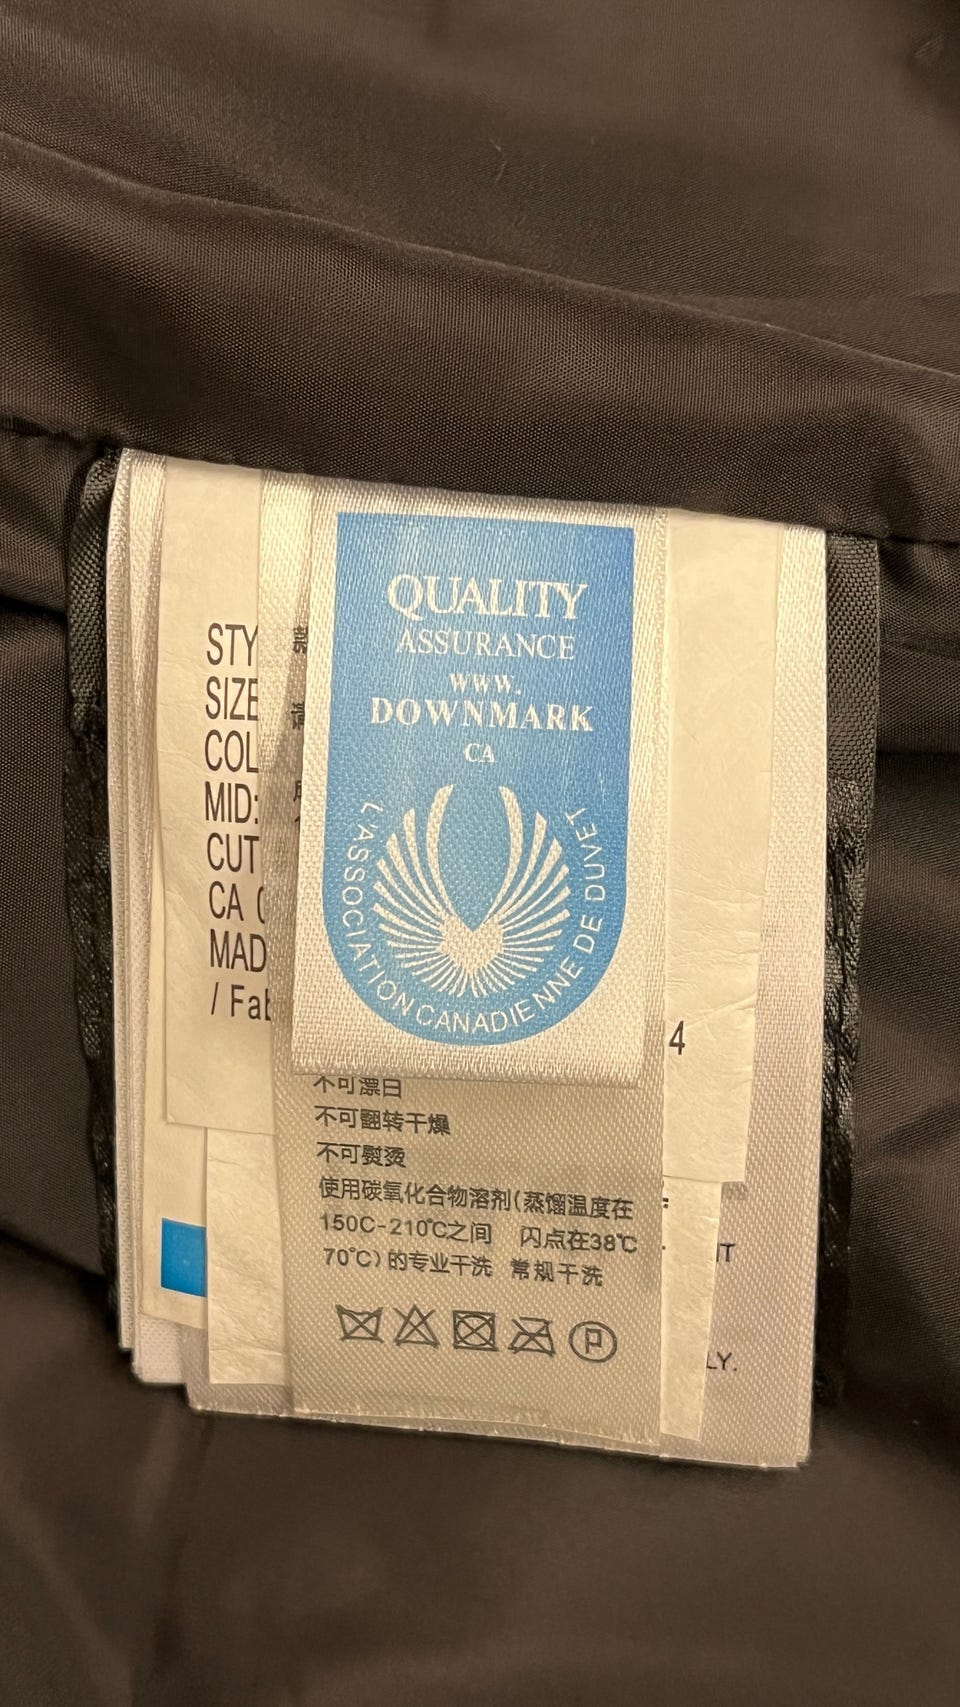 QUALITY
ASSURANCE
www.
DOWNMARK
CA
L'ASSOCIATION CANADIENNE DE DUVET
STY
SIZE
COL
MID:
CUT
CA
MAD
/ Fab
4
不可漂白
不可翻转干燥
不可熨烫
使用碳氧化合物溶剂(蒸馏温度在
150C-210℃之间 闪点在38℃
70℃)的专业干洗 常规干洗
P
LY.